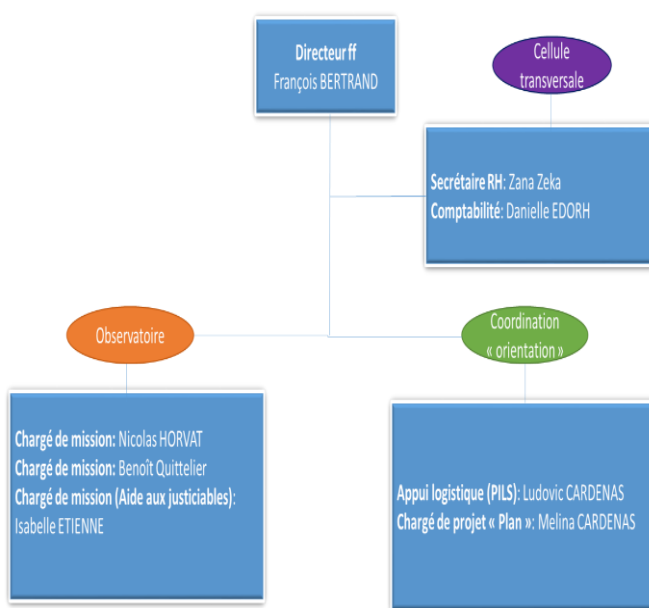 Directeur ff
François BERTRAND
Cellule
transversale
Secrétaire RH: Zana Zeka
Comptabilité: Danielle EDORH
Observatoire
Coordination
« orientation »
Chargé de mission: Nicolas HORVAT
Chargé de mission: Benoît Quittelier
Chargé de mission (Aide aux justiciables):
Isabelle ETIENNE
Appui logistique (PILS): Ludovic CARDENAS
Chargé de projet « Plan »: Melina CARDENAS